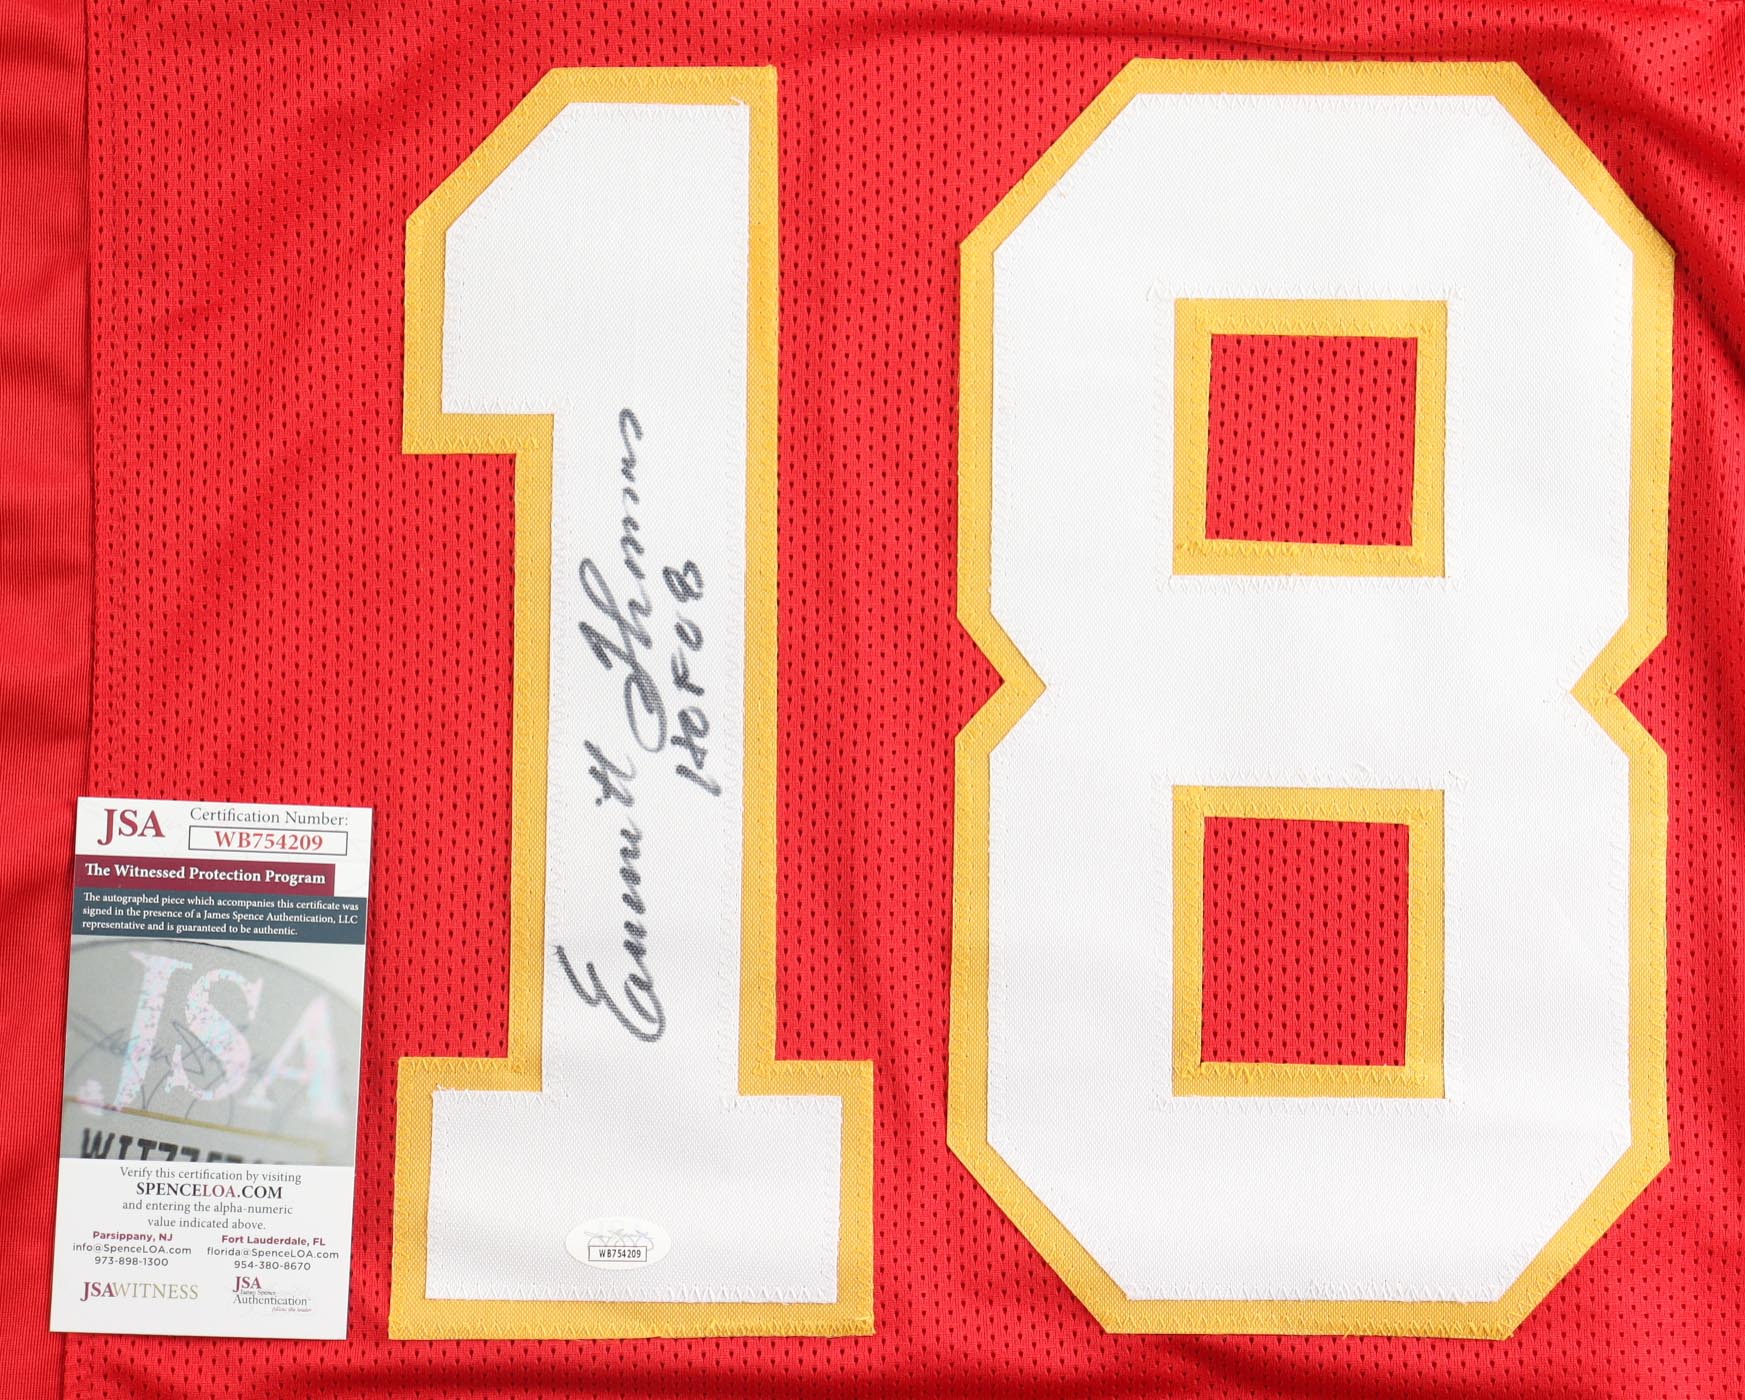 18
Emmitt Thomas
HOF 08
JSA
Certification Number:
WB754209
The Witnessed Protection Program
The autographed piece which accompanies this certificate was
signed in the presence of a James Spence Authentication, LLC
representative and is guaranteed to be authentic.
JSA
Verify this certification by visiting
SPENCELOA.COM
and entering the alpha-numeric
value indicated above.
Parsippany, NJ
info@SpenceLOA.com
973-898-1300
Fort Lauderdale, FL
florida@SpenceLOA.com
954-380-8670
JSAWITNESS
JSA
James Spence
Authentication
WB754209